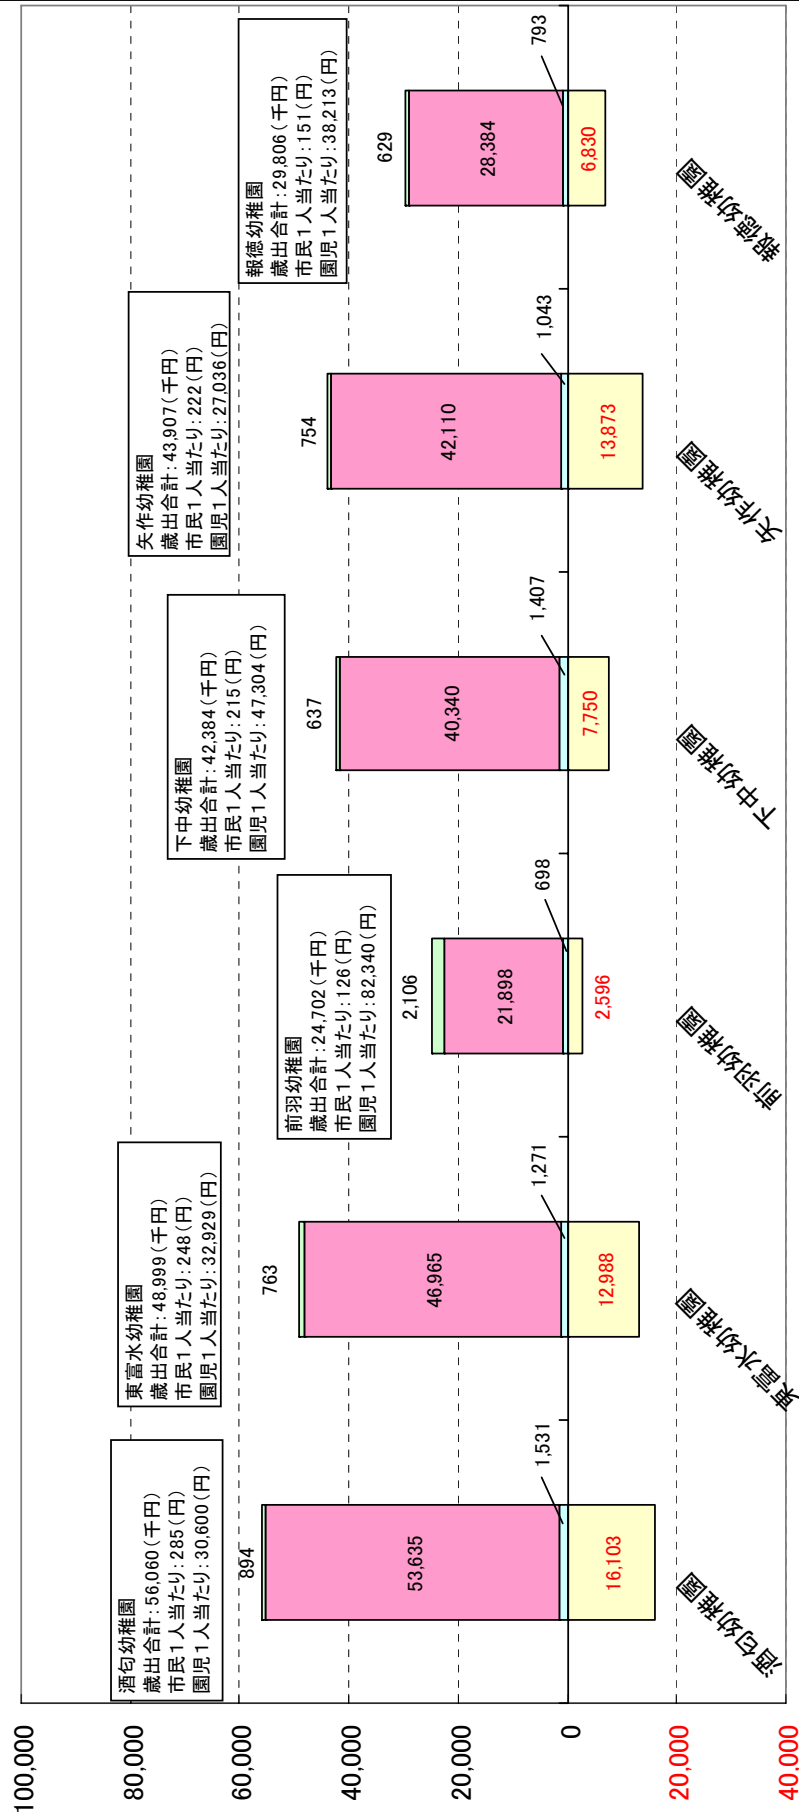 100,000
80,000
60,000
40,000
20,000
0
20,000
40,000
酒匂幼稚園
歳出合計:56,060(千円)
市民1人当たり:285(円)
園児1人当たり:30,600(円)
894
53,635
1,531
16,103
酒匂幼稚園
東富水幼稚園
歳出合計:48,999(千円)
市民1人当たり:248(円)
園児1人当たり:32,929(円)
763
46,965
1,271
12,988
東富水幼稚園
前羽幼稚園
歳出合計:24,702(千円)
市民1人当たり:126(円)
園児1人当たり:82,340(円)
2,106
21,898
698
2,596
前羽幼稚園
下中幼稚園
歳出合計:42,384(千円)
市民1人当たり:215(円)
園児1人当たり:47,304(円)
637
40,340
1,407
7,750
下中幼稚園
矢作幼稚園
歳出合計:43,907(千円)
市民1人当たり:222(円)
園児1人当たり:27,036(円)
754
42,110
1,043
13,873
矢作幼稚園
報徳幼稚園
歳出合計:29,806(千円)
市民1人当たり:151(円)
園児1人当たり:38,213(円)
629
28,384
793
6,830
報徳幼稚園